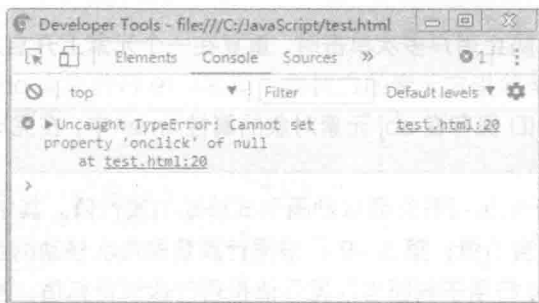 Developer Tools - file:///C:/JavaScript/test.html
Elements Console Sources » 1
top Filter Default levels
Uncaught TypeError: Cannot set test.html:20
property 'onclick' of null
at test.html:20